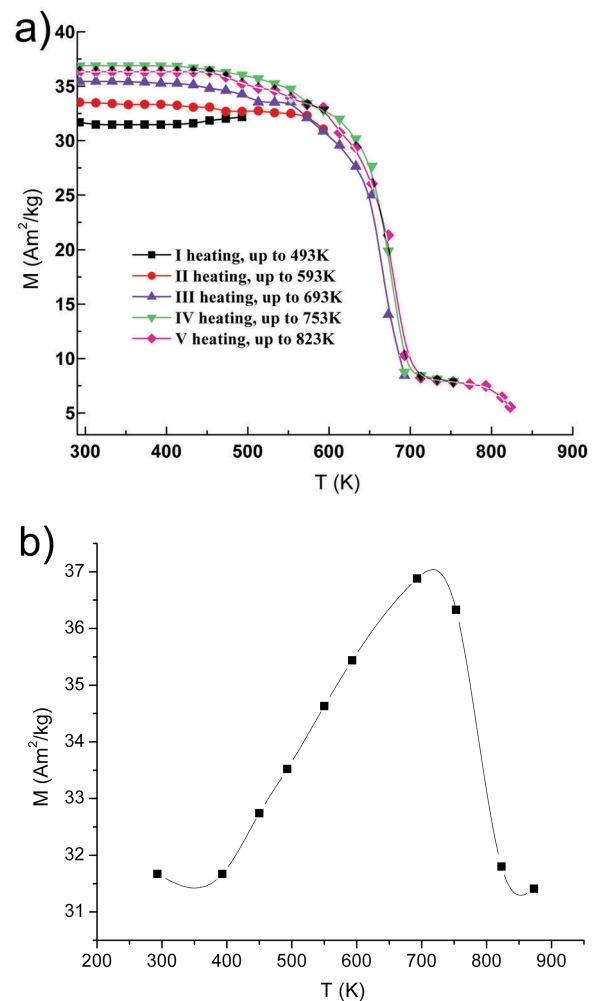 a)
40
35
30
25
20
15
10
5
M (Am²/kg)
I heating, up to 493K
II heating, up to 593K
III heating, up to 693K
IV heating, up to 753K
V heating, up to 823K
300 400 500 600 700 800 900
T (K)
b)
37
36
35
34
33
32
31
M (Am²/kg)
200 300 400 500 600 700 800 900
T (K)